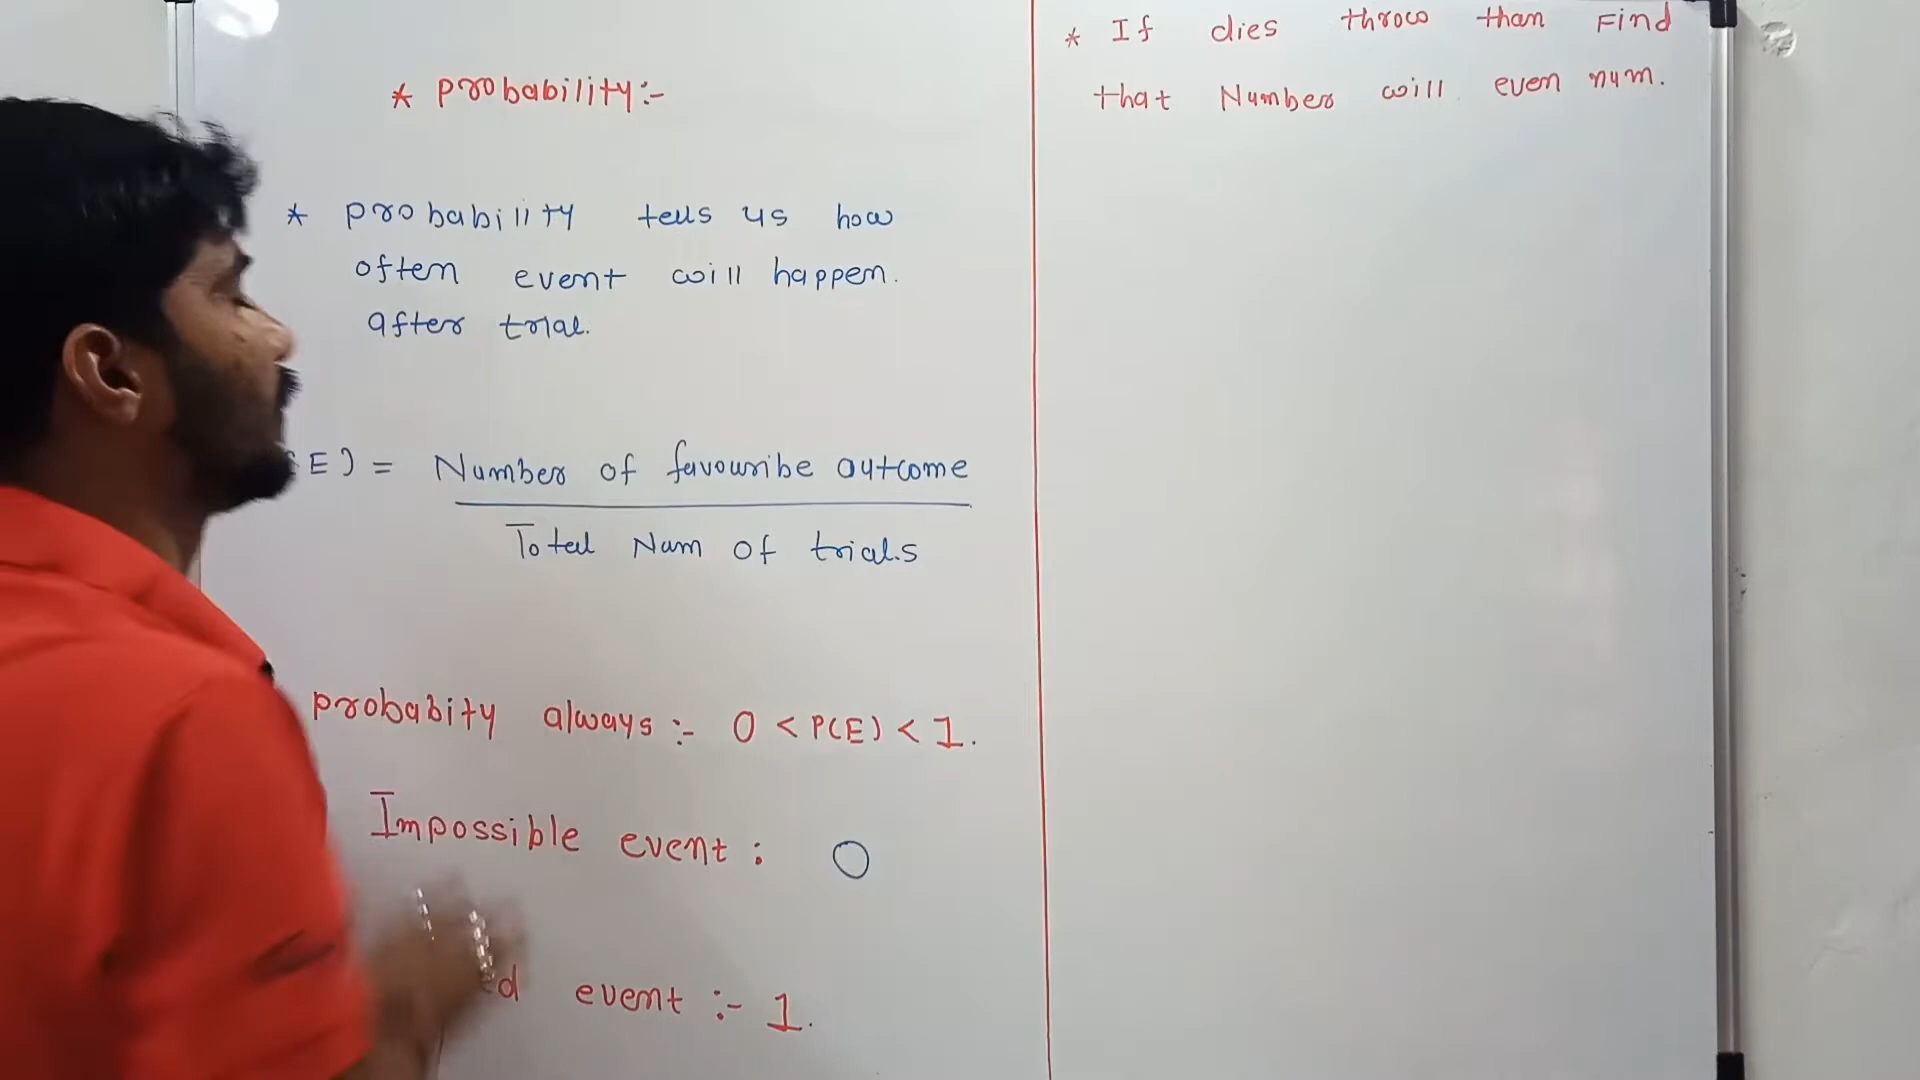 * probability:-
* probability tells us how
often event will happen.
after trial.
E) = Number of favouribe outcome
Total Num of trials
probabity always :- 0 < P(E) < 1.
Impossible event : 0
event :- 1.
* If dies throw than Find
that Number will even num.